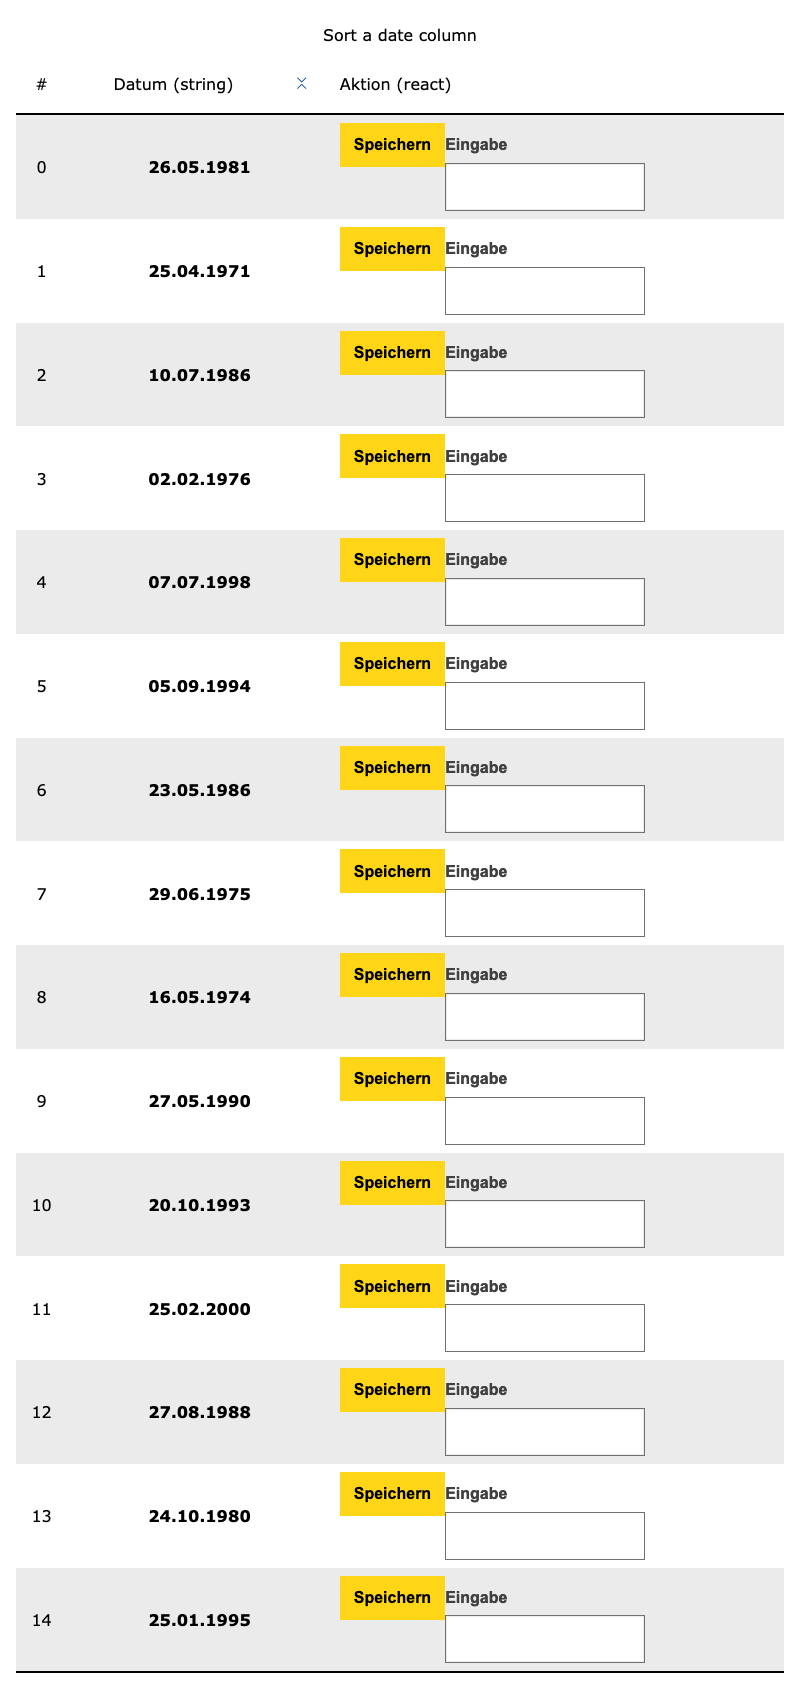 Sort a date column
# Datum (string) Aktion (react)
0 26.05.1981 Speichern Eingabe
1 25.04.1971 Speichern Eingabe
2 10.07.1986 Speichern Eingabe
3 02.02.1976 Speichern Eingabe
4 07.07.1998 Speichern Eingabe
5 05.09.1994 Speichern Eingabe
6 23.05.1986 Speichern Eingabe
7 29.06.1975 Speichern Eingabe
8 16.05.1974 Speichern Eingabe
9 27.05.1990 Speichern Eingabe
10 20.10.1993 Speichern Eingabe
11 25.02.2000 Speichern Eingabe
12 27.08.1988 Speichern Eingabe
13 24.10.1980 Speichern Eingabe
14 25.01.1995 Speichern Eingabe